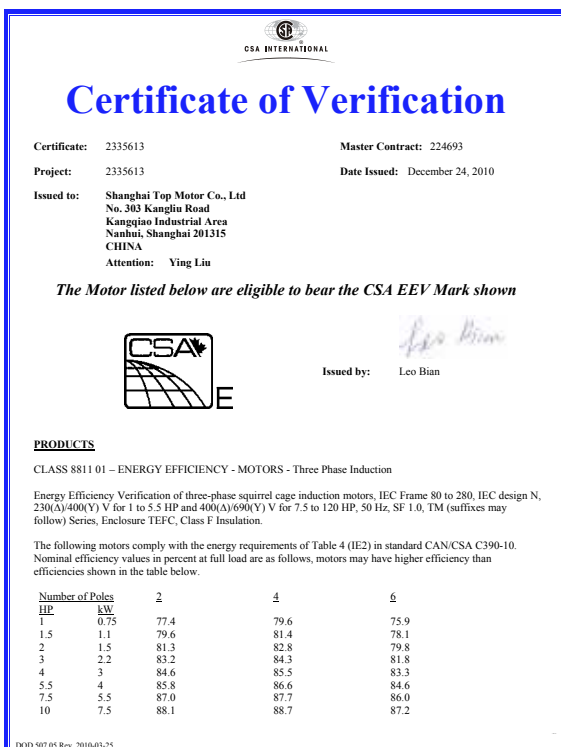 CSA INTERNATIONAL
®
Certificate of Verification
Certificate: 2335613 Master Contract: 224693
Project: 2335613 Date Issued: December 24, 2010
Issued to: Shanghai Top Motor Co., Ltd
No. 303 Kangliu Road
Kangqiao Industrial Area
Nanhui, Shanghai 201315
CHINA
Attention: Ying Liu
The Motor listed below are eligible to bear the CSA EEV Mark shown
CSA
E
Leo Bian
Issued by: Leo Bian
PRODUCTS
CLASS 8811 01 – ENERGY EFFICIENCY - MOTORS - Three Phase Induction
Energy Efficiency Verification of three-phase squirrel cage induction motors, IEC Frame 80 to 280, IEC design N,
230(Δ)/400(Y) V for 1 to 5.5 HP and 400(Δ)/690(Y) V for 7.5 to 120 HP, 50 Hz, SF 1.0, TM (suffixes may
follow) Series, Enclosure TEFC, Class F Insulation.
The following motors comply with the energy requirements of Table 4 (IE2) in standard CAN/CSA C390-10.
Nominal efficiency values in percent at full load are as follows, motors may have higher efficiency than
efficiencies shown in the table below.
Number of Poles 2 4 6
HP kW
1 0.75 77.4 79.6 75.9
1.5 1.1 79.6 81.4 78.1
2 1.5 81.3 82.8 79.8
3 2.2 83.2 84.3 81.8
4 3 84.6 85.5 83.3
5.5 4 85.8 86.6 84.6
7.5 5.5 87.0 87.7 86.0
10 7.5 88.1 88.7 87.2
DQD 507.05 Rev. 2010-03-25